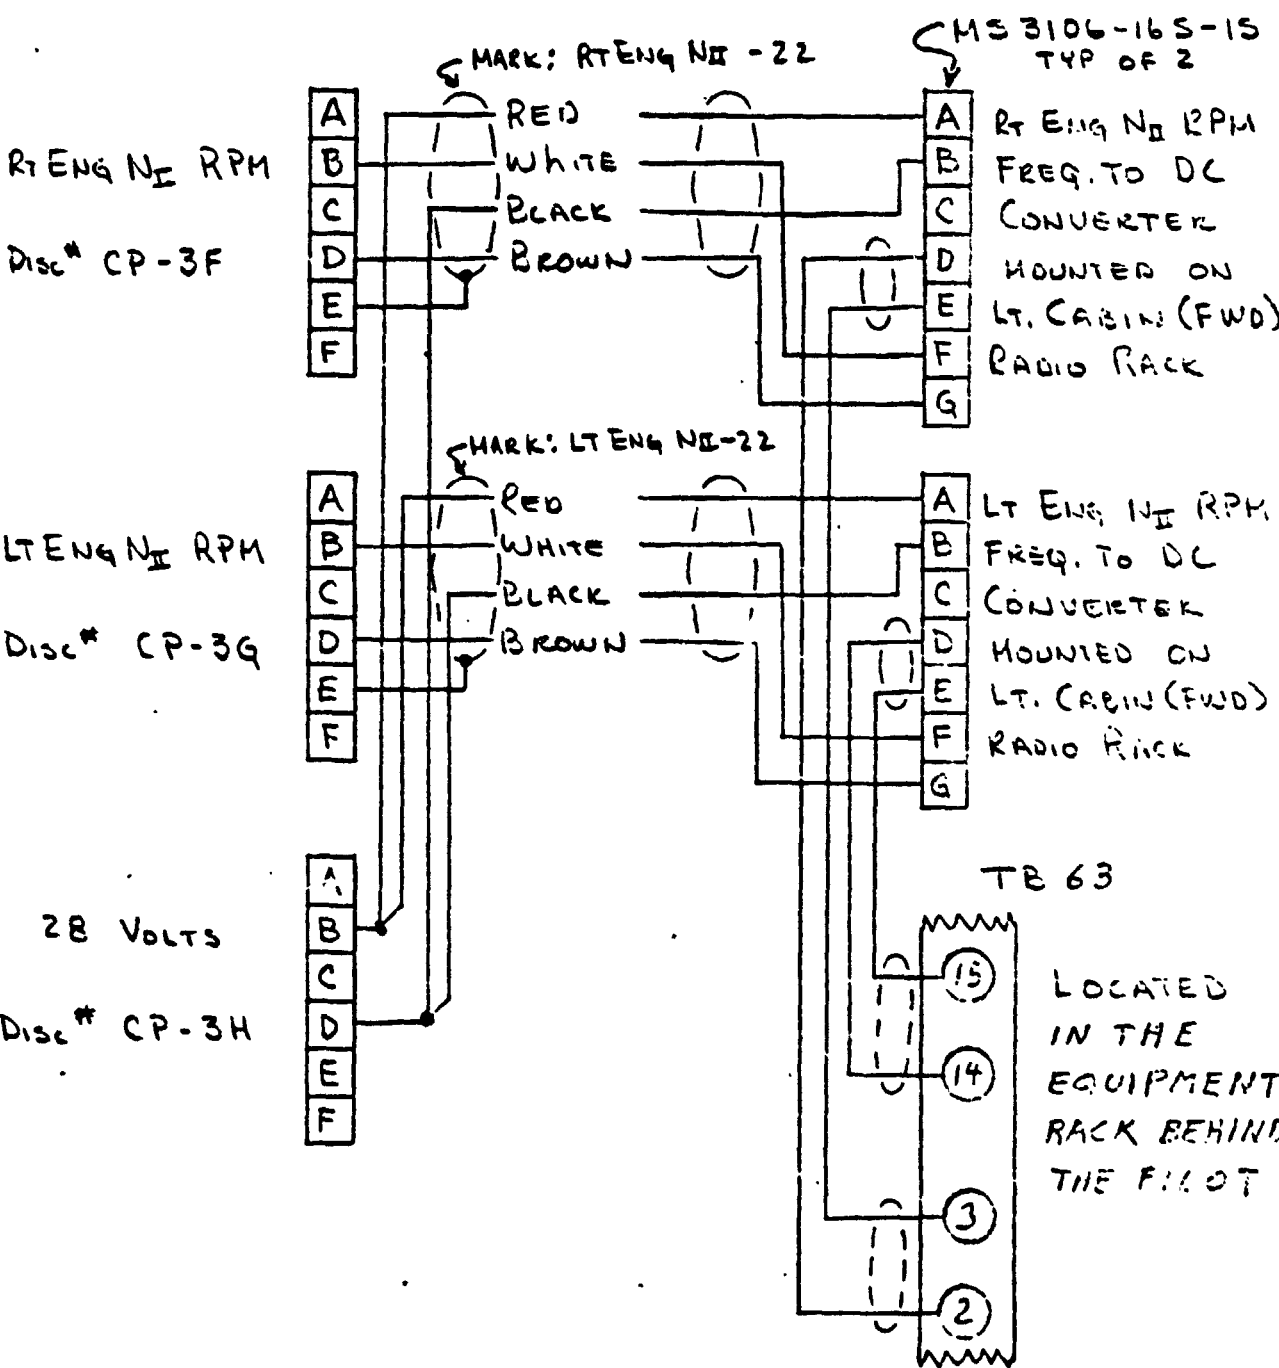 MS 3106-16S-1S
TYP OF 2
MARK: RT ENG NII -22
A
B
C
D
E
F
RT ENG NI RPM
Disc# CP-3F
RED
WHITE
BLACK
BROWN
A
B
C
D
E
F
G
RT ENG NII RPM
FREQ. TO DC
CONVERTER
MOUNTED ON
LT. CABIN (FWD)
RADIO RACK
MARK: LT ENG NII-22
A
B
C
D
E
F
LT ENG NII RPM
Disc# CP-3G
RED
WHITE
BLACK
BROWN
A
B
C
D
E
F
G
LT ENG NII RPM
FREQ. TO DC
CONVERTER
MOUNTED ON
LT. CABIN (FWD)
RADIO RACK
A
B
C
D
E
F
28 VOLTS
Disc# CP-3H
TB 63
15
14
3
2
LOCATED
IN THE
EQUIPMENT
RACK BEHIND
THE PILOT